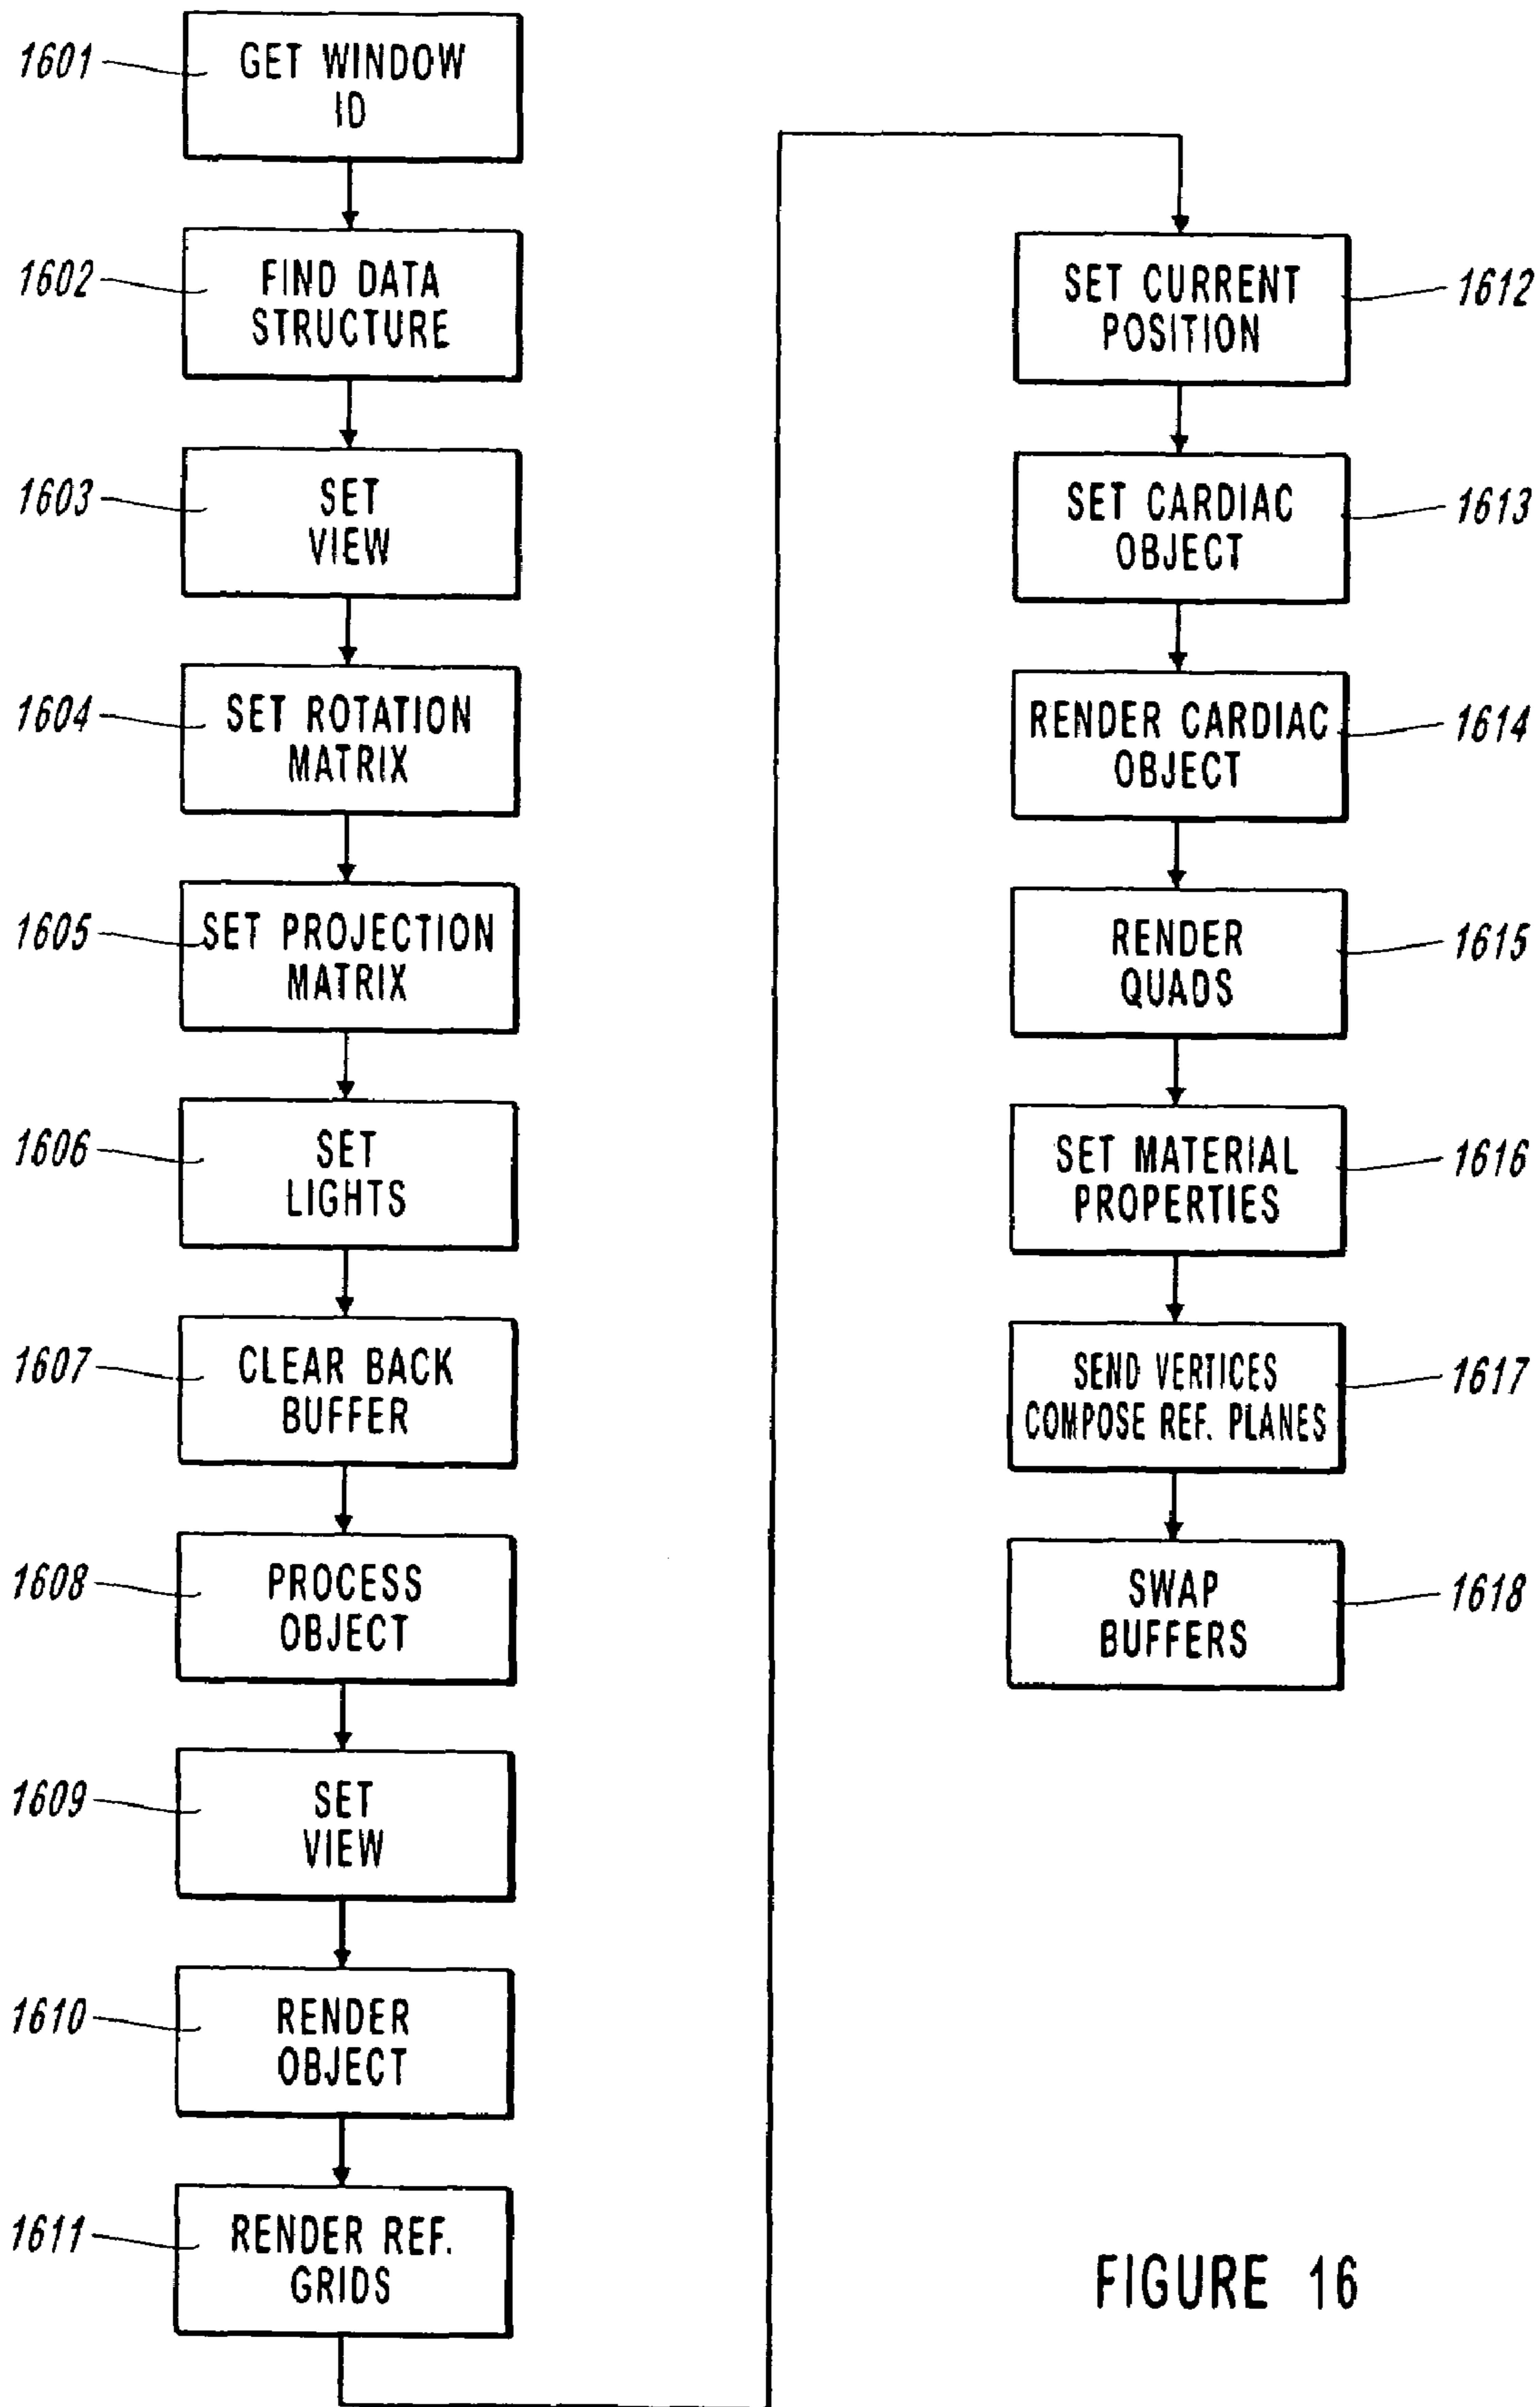 1601
GET WINDOW
ID
1602
FIND DATA
STRUCTURE
1603
SET
VIEW
1604
SET ROTATION
MATRIX
1605
SET PROJECTION
MATRIX
1606
SET
LIGHTS
1607
CLEAR BACK
BUFFER
1608
PROCESS
OBJECT
1609
SET
VIEW
1610
RENDER
OBJECT
1611
RENDER REF.
GRIDS
SET CURRENT
POSITION
1612
SET CARDIAC
OBJECT
1613
RENDER CARDIAC
OBJECT
1614
RENDER
QUADS
1615
SET MATERIAL
PROPERTIES
1616
SEND VERTICES
COMPOSE REF. PLANES
1617
SWAP
BUFFERS
1618
FIGURE 16